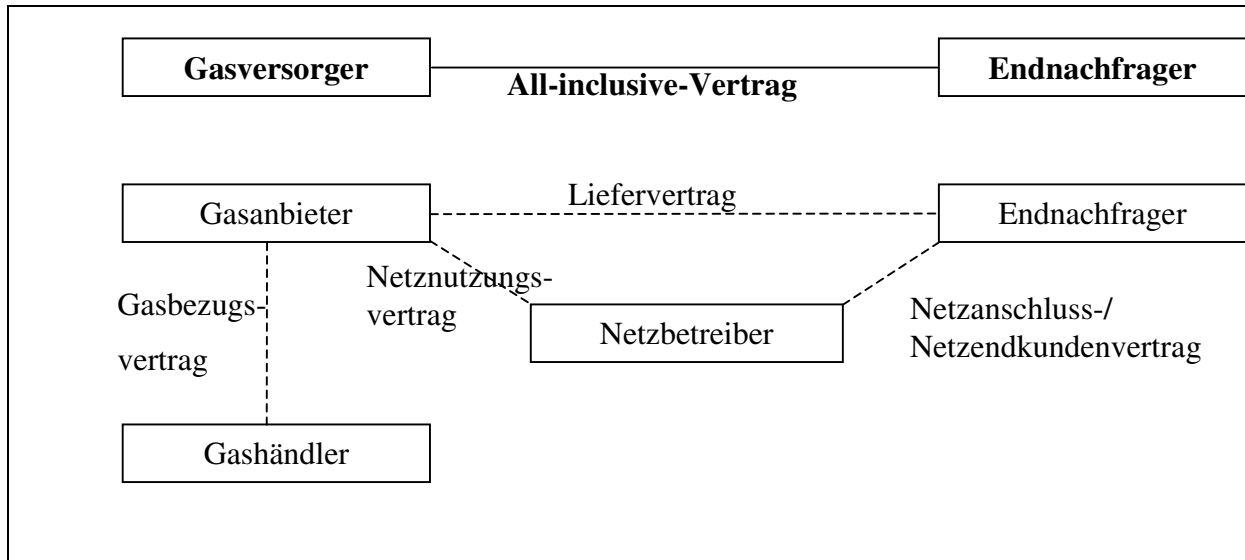 Gasversorger
All-inclusive-Vertrag
Endnachfrager
Gasanbieter
Liefervertrag
Endnachfrager
Gasbezugs-
vertrag
Netznutzungs-
vertrag
Netzbetreiber
Netzanschluss-/
Netzendkundenvertrag
Gashändler